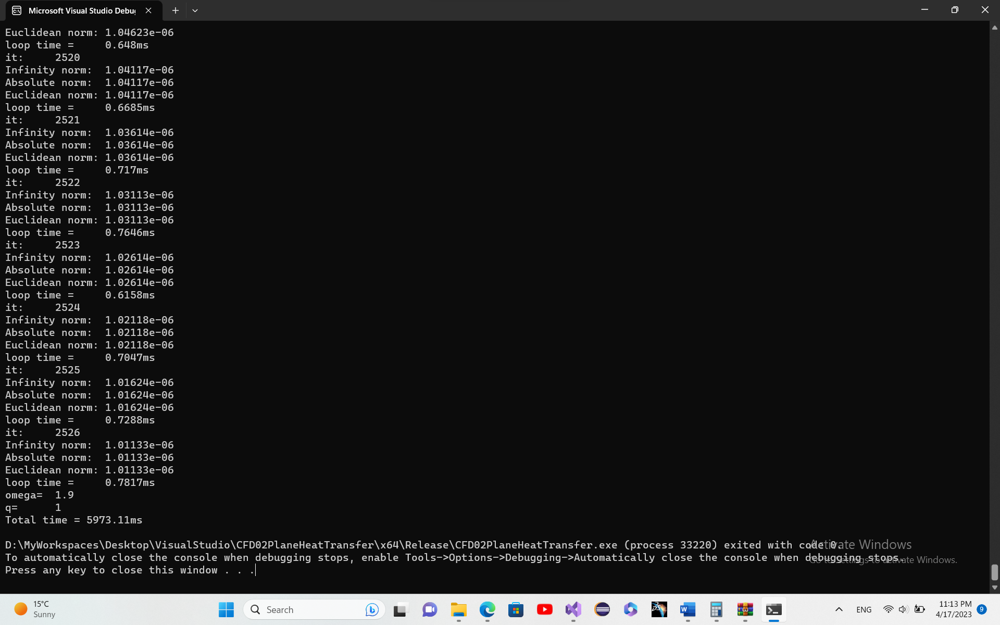 Microsoft Visual Studio Debug
Euclidean norm: 1.04623e-06
loop time =     0.648ms
it:     2520
Infinity norm:  1.04117e-06
Absolute norm:  1.04117e-06
Euclidean norm: 1.04117e-06
loop time =     0.6685ms
it:     2521
Infinity norm:  1.03614e-06
Absolute norm:  1.03614e-06
Euclidean norm: 1.03614e-06
loop time =     0.717ms
it:     2522
Infinity norm:  1.03113e-06
Absolute norm:  1.03113e-06
Euclidean norm: 1.03113e-06
loop time =     0.7646ms
it:     2523
Infinity norm:  1.02614e-06
Absolute norm:  1.02614e-06
Euclidean norm: 1.02614e-06
loop time =     0.6158ms
it:     2524
Infinity norm:  1.02118e-06
Absolute norm:  1.02118e-06
Euclidean norm: 1.02118e-06
loop time =     0.7047ms
it:     2525
Infinity norm:  1.01624e-06
Absolute norm:  1.01624e-06
Euclidean norm: 1.01624e-06
loop time =     0.7288ms
it:     2526
Infinity norm:  1.01133e-06
Absolute norm:  1.01133e-06
Euclidean norm: 1.01133e-06
loop time =     0.7817ms
omega=  1.9
q=      1
Total time = 5973.11ms
D:\MyWorkspaces\Desktop\VisualStudio\CFD02PlaneHeatTransfer\x64\Release\CFD02PlaneHeatTransfer.exe (process 33220) exited with code 0.
To automatically close the console when debugging stops, enable Tools->Options->Debugging->Automatically close the console when debugging stops.
Press any key to close this window . . .
Activate Windows
Go to Settings to activate Windows.
15°C
Sunny
Search
ENG
11:13 PM
4/17/2023
9